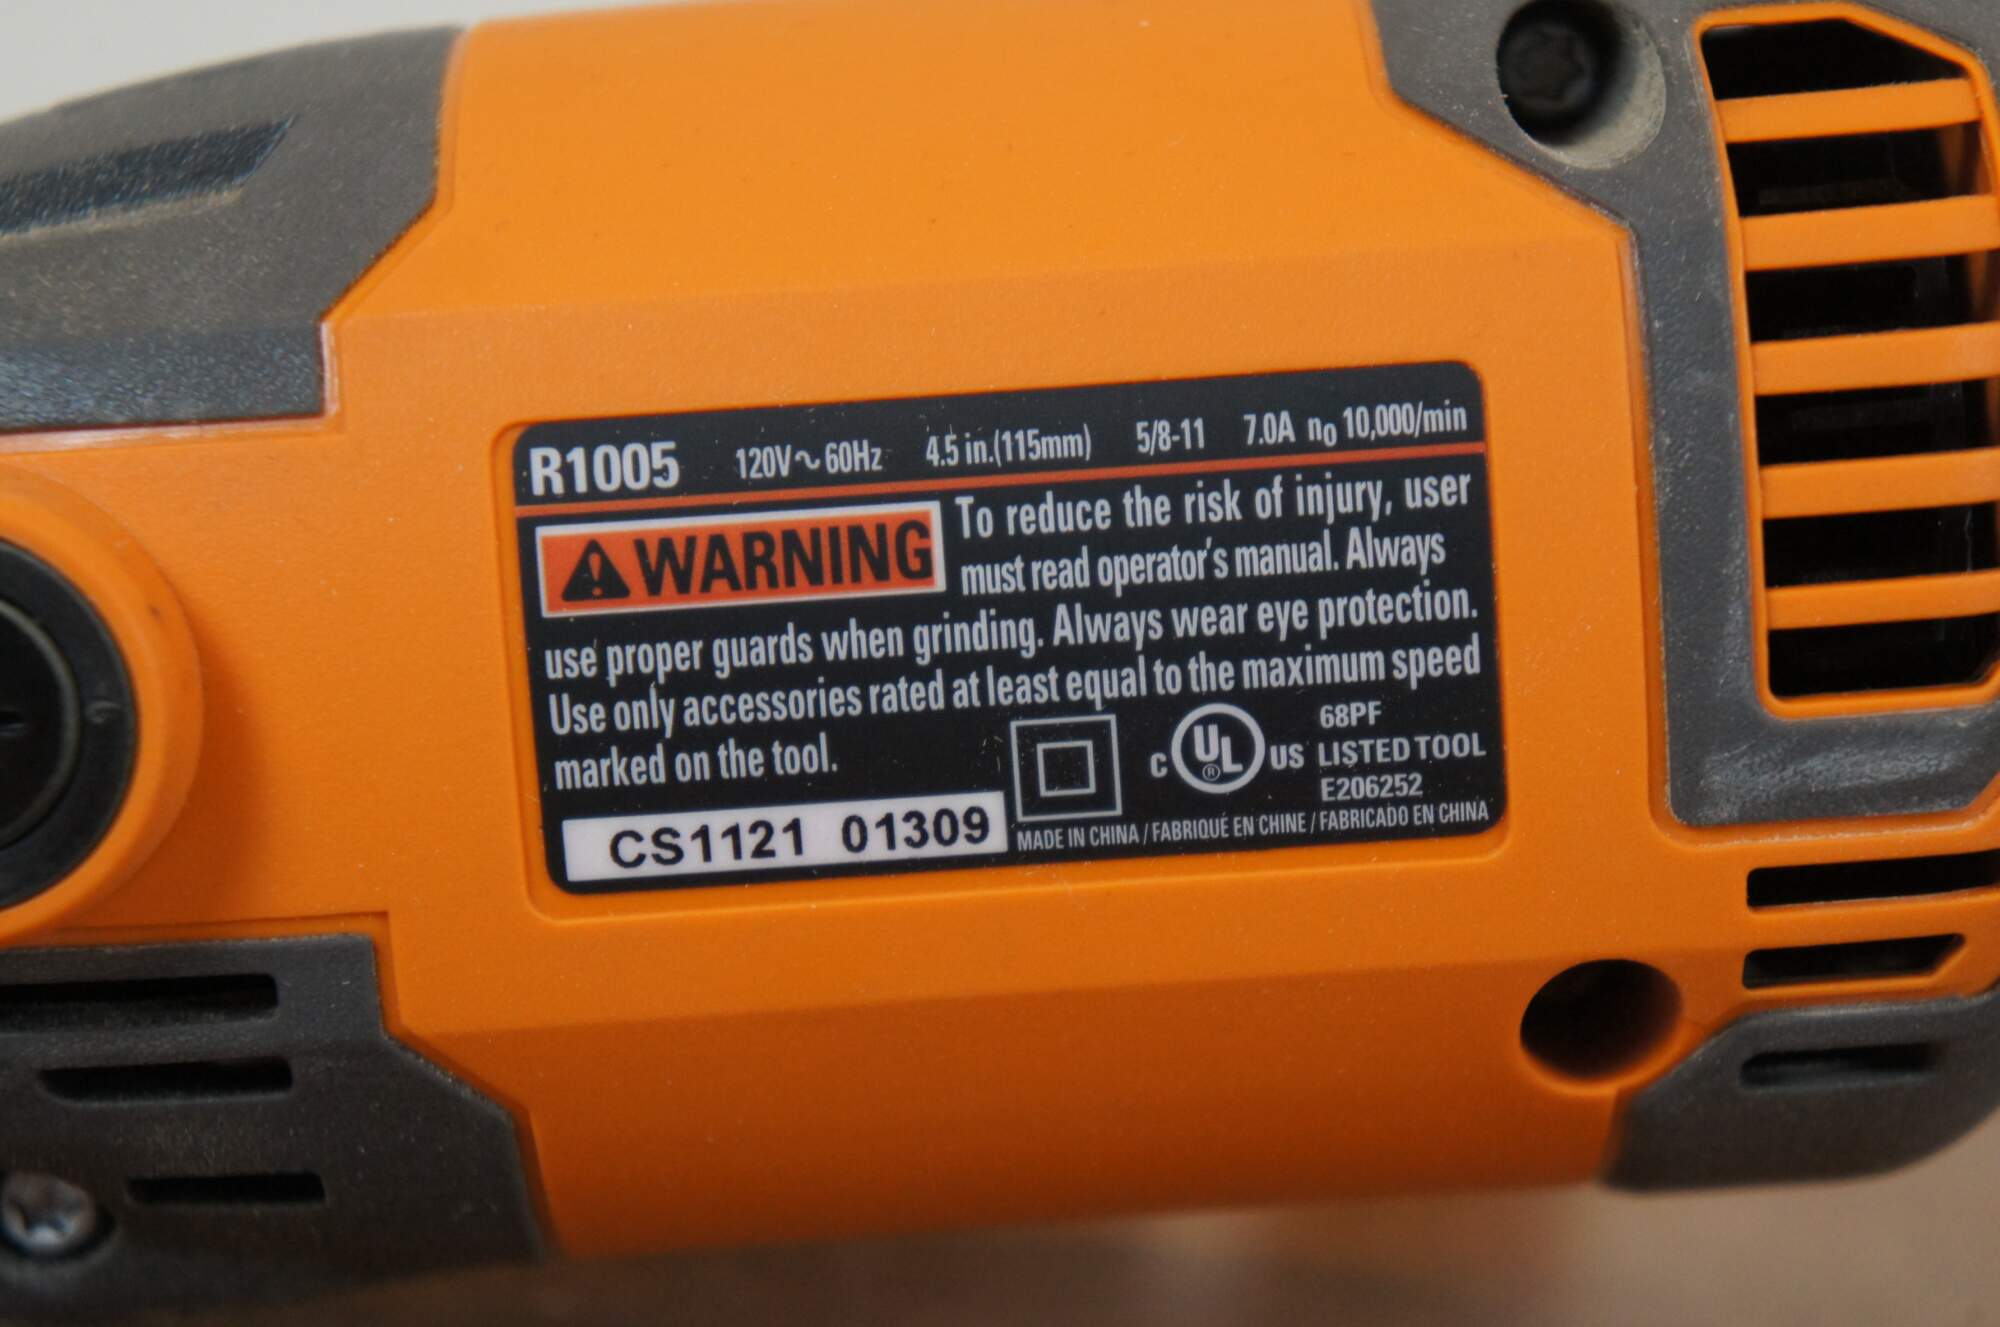 R1005 120V~60Hz 4.5 in.(115mm) 5/8-11 7.0A n₀ 10,000/min
WARNING To reduce the risk of injury, user
must read operator's manual. Always
use proper guards when grinding. Always wear eye protection.
Use only accessories rated at least equal to the maximum speed
marked on the tool.
C UL ® US 68PF
LISTED TOOL
E206252
CS1121 01309
MADE IN CHINA / FABRIQUÉ EN CHINE / FABRICADO EN CHINA